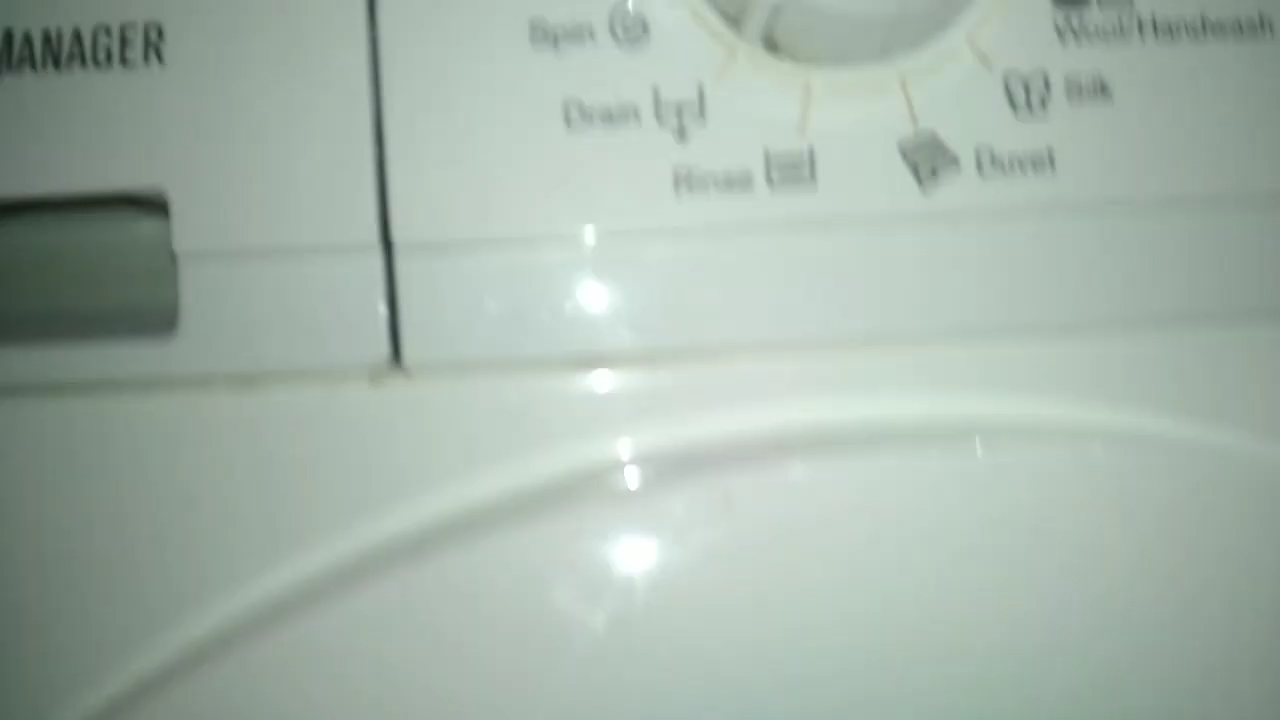 MANAGER
Spin
Wool/Handwash
Drain
Silk
Rinse
Duvet